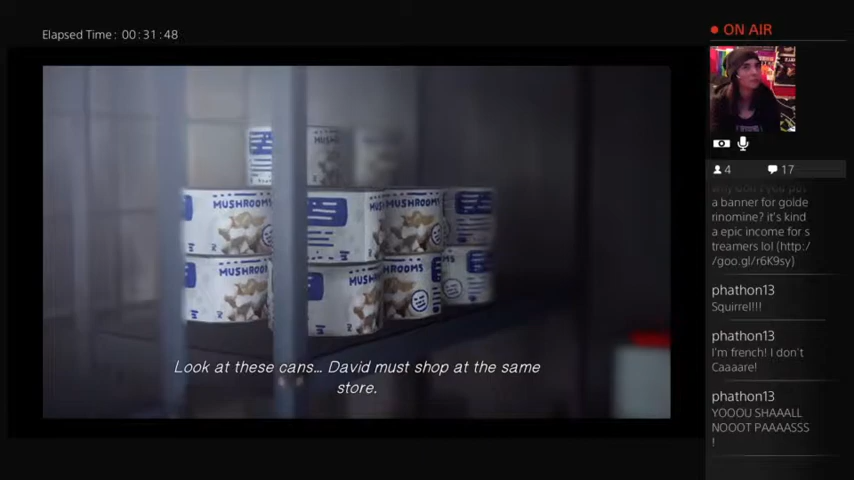 Elapsed Time: 00:31:48
ON AIR
4
17
a banner for golde
rinomine? it's kind
a epic income for s
treamers lol (http:/
/goo.gl/r6K9sy)
phathon13
Squirrel!!!
phathon13
I'm french! I don't
Caaaare!
phathon13
YOOOU SHAAALL
NOOOT PAAAASSS
!
MUSHROOMS
MUSHROOMS
MUSHROOM
Look at these cans... David must shop at the same
store.